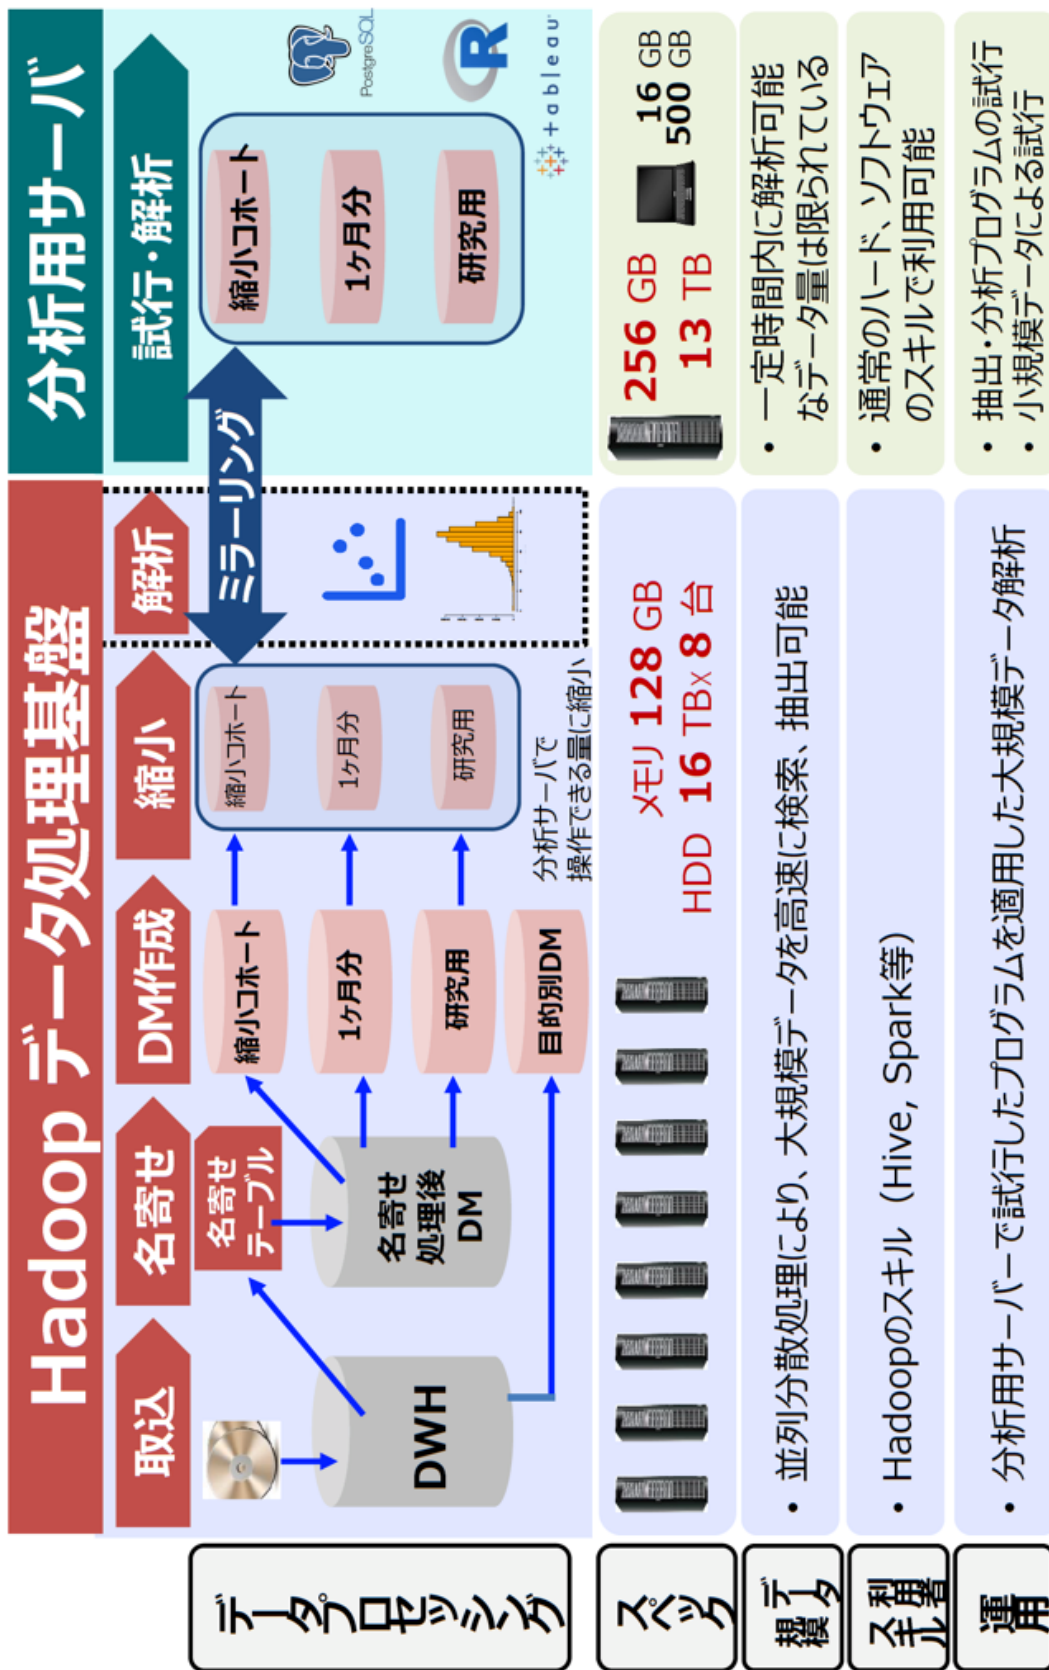 Hadoop データ処理基盤
分析用サーバ
取込
名寄せ
DM作成
縮小
解析
試行・解析
データプロセッシング
DWH
名寄せ
テーブル
名寄せ
処理後
DM
縮小コホート
1ヶ月分
研究用
目的別DM
縮小コホート
1ヶ月分
研究用
分析サーバで
操作できる量に縮小
ミラーリング
縮小コホート
1ヶ月分
研究用
PostgreSQL
R
+ableau
スペック
メモリ 128 GB
HDD 16 TBx 8 台
256 GB
13 TB
16 GB
500 GB
データ
規模
• 並列分散処理により、大規模データを高速に検索、抽出可能
• 一定時間内に解析可能
なデータ量は限られている
利用者
スキル
• Hadoopのスキル（Hive, Spark等）
• 通常のハード、ソフトウェア
のスキルで利用可能
運用
• 分析用サーバーで試行したプログラムを適用した大規模データ解析
• 抽出・分析プログラムの試行
• 小規模データによる試行